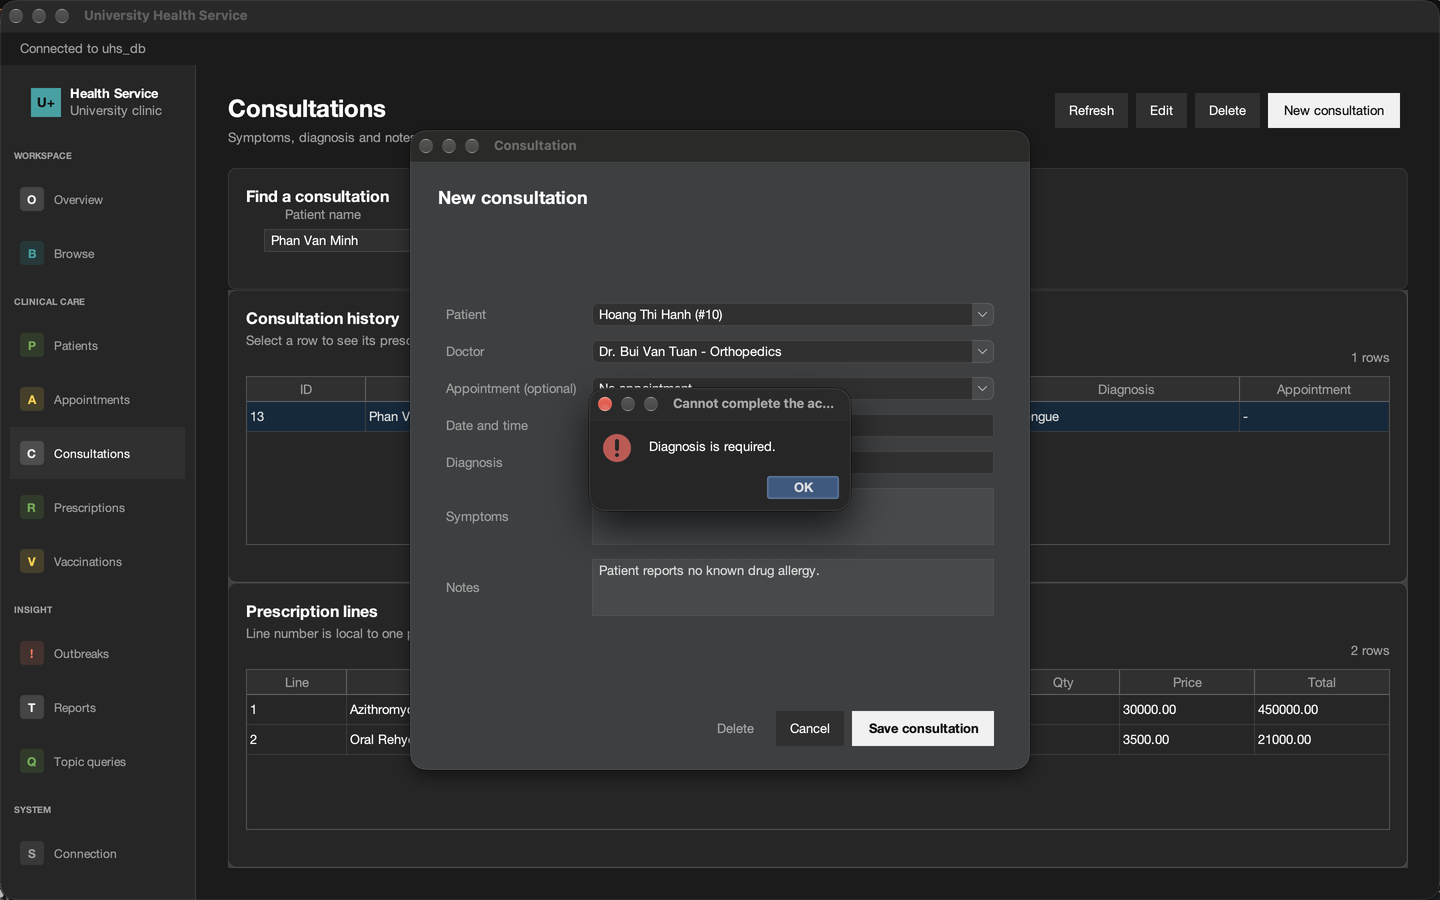 University Health Service
Connected to uhs_db
U+
Health Service
University clinic
WORKSPACE
O Overview
B Browse
CLINICAL CARE
P Patients
A Appointments
C Consultations
R Prescriptions
V Vaccinations
INSIGHT
! Outbreaks
T Reports
Q Topic queries
SYSTEM
S Connection
Consultations
Symptoms, diagnosis and notes
Refresh
Edit
Delete
New consultation
Find a consultation
Patient name
Phan Van Minh
Consultation history
Select a row to see its
1 rows
ID
Diagnosis
Appointment
13
Phan
-
Prescription lines
Line number is local to one
2 rows
Line
Qty
Price
Total
1
30000.00
450000.00
2
Oral
3500.00
21000.00
Consultation
New consultation
Patient
Hoang Thi Hanh (#10)
Doctor
Dr. Bui Van Tuan - Orthopedics
Appointment (optional)
No appointment
Date and time
Diagnosis
Symptoms
Notes
Patient reports no known drug allergy.
Delete
Cancel
Save consultation
Cannot complete the ac...
Diagnosis is required.
OK